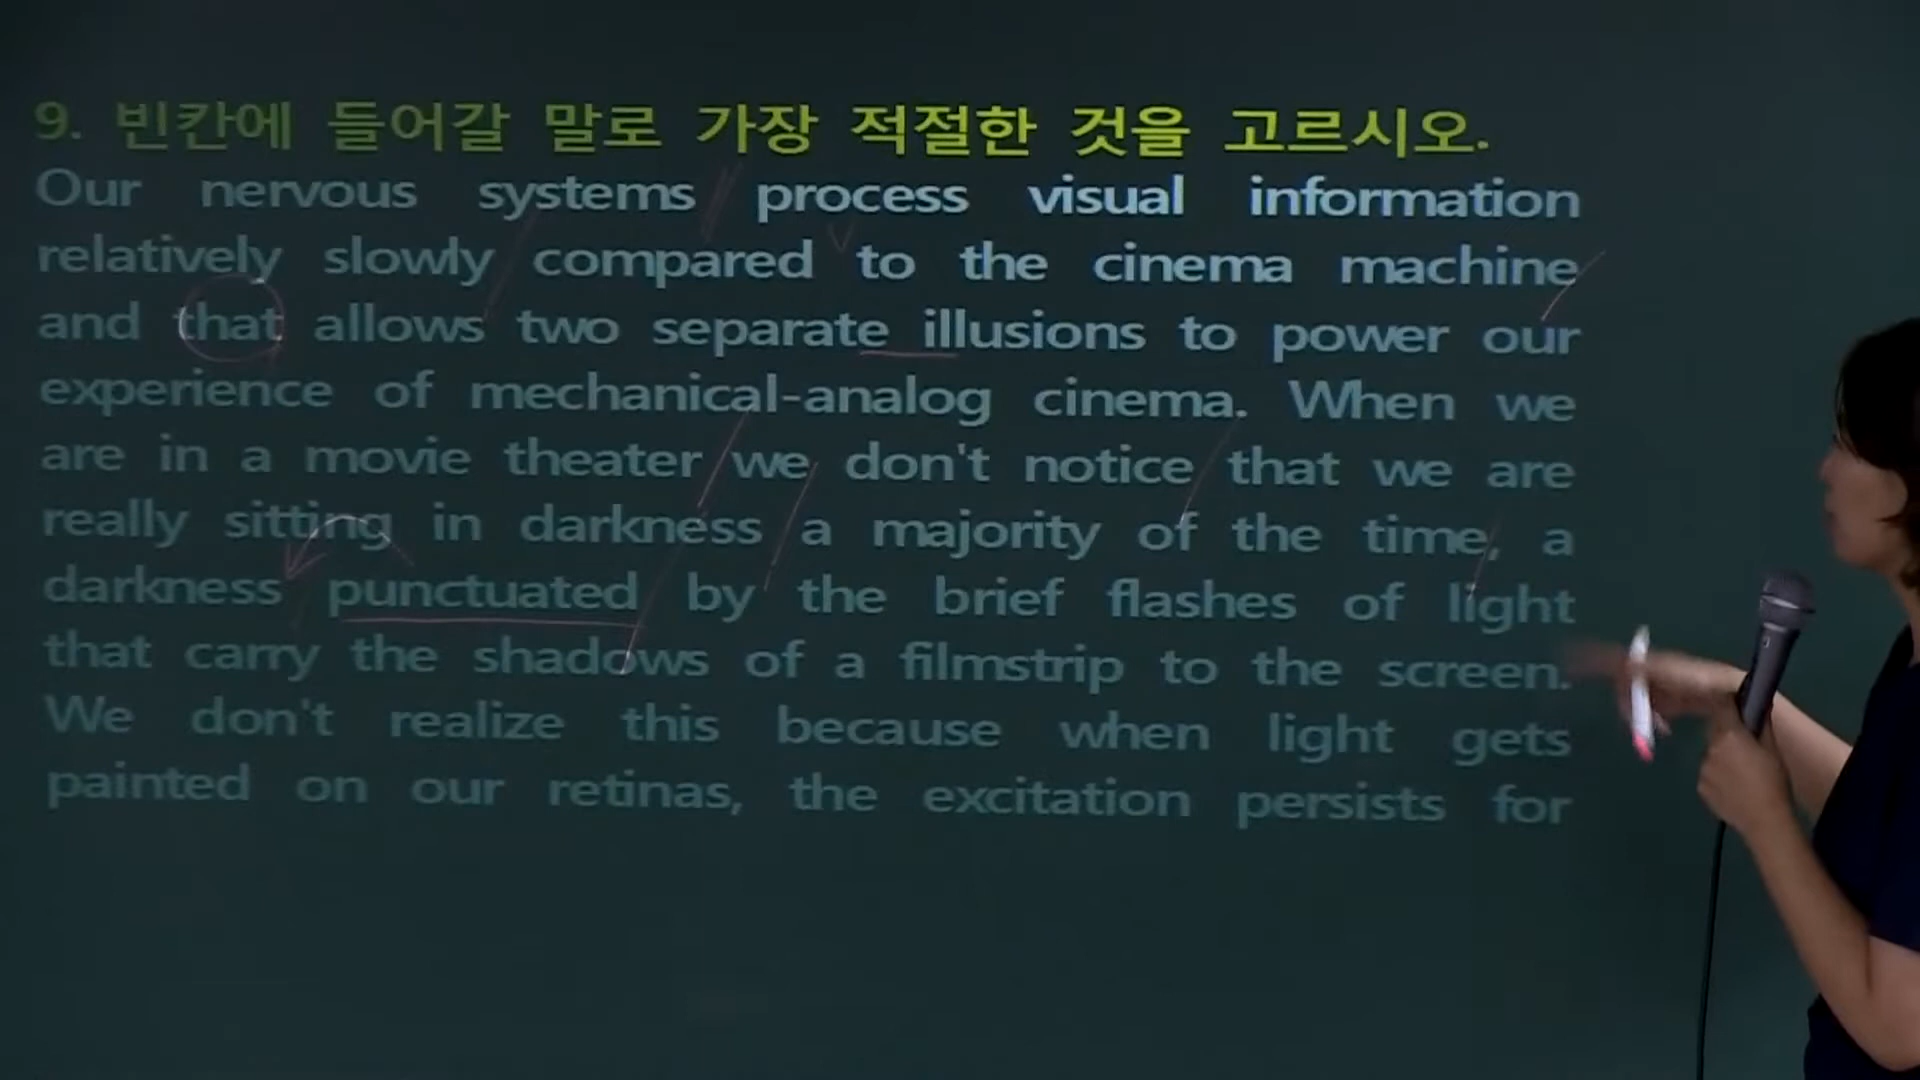 9. 빈칸에 들어갈 말로 가장 적절한 것을 고르시오.
Our nervous systems process visual information
relatively slowly compared to the cinema machine
and that allows two separate illusions to power our
experience of mechanical-analog cinema. When we
are in a movie theater we don't notice that we are
really sitting in darkness a majority of the time, a
darkness punctuated by the brief flashes of light
that carry the shadows of a filmstrip to the screen.
We don't realize this because when light gets
painted on our retinas, the excitation persists for